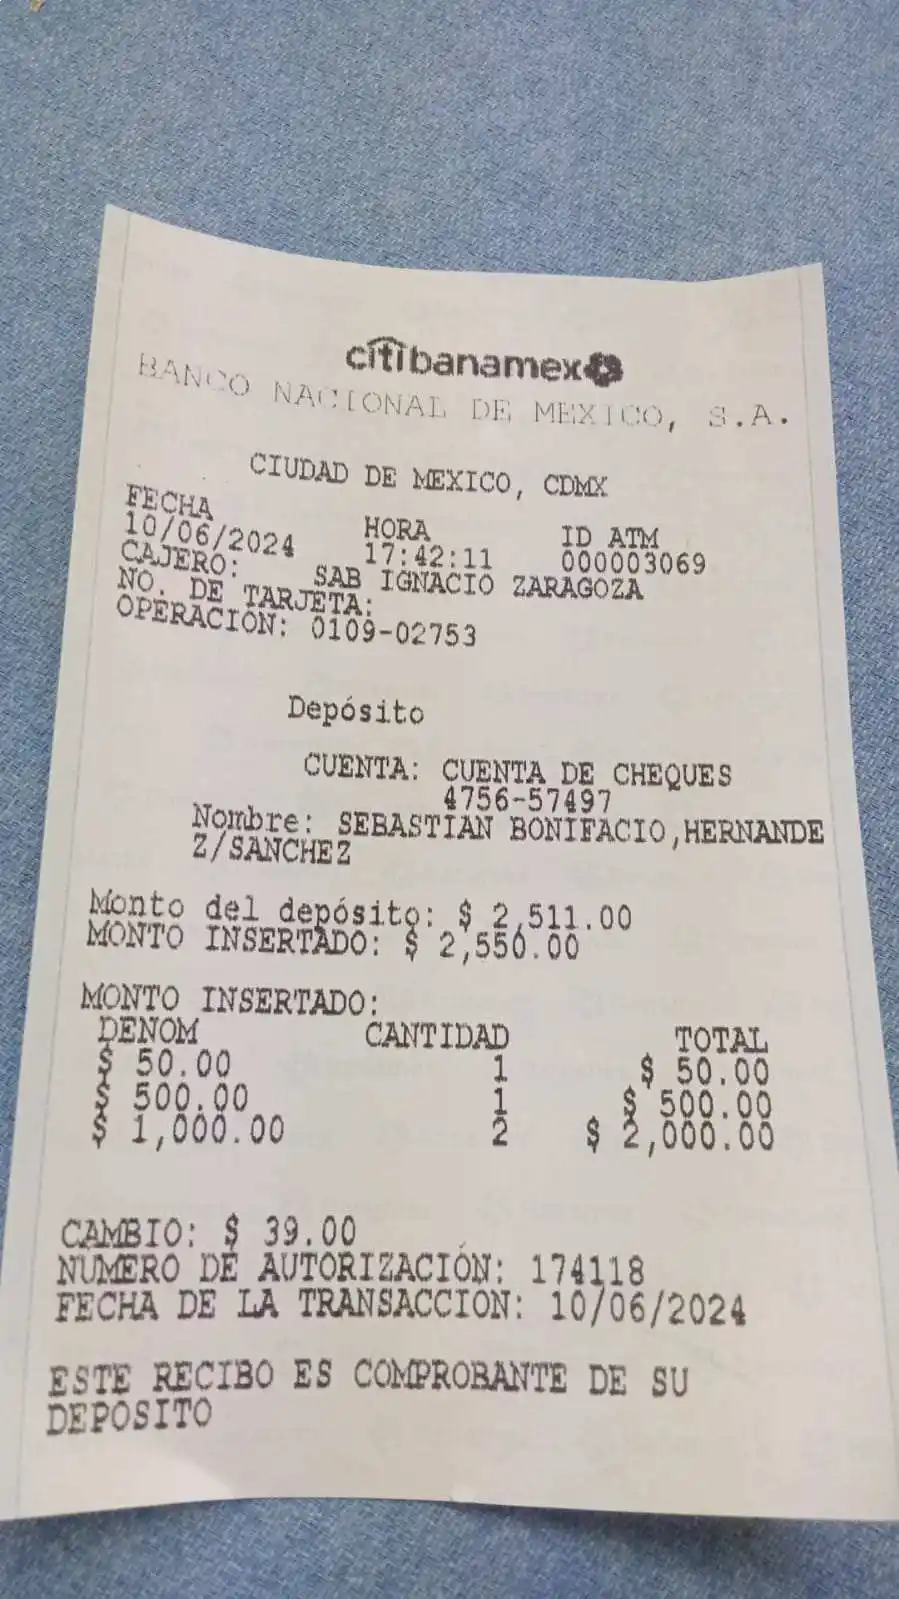 citibanamex
BANCO NACIONAL DE MEXICO, S.A.
CIUDAD DE MEXICO, CDMX
FECHA HORA ID ATM
10/06/2024 17:42:11 000003069
CAJERO: SAB IGNACIO ZARAGOZA
NO. DE TARJETA:
OPERACIÓN: 0109-02753
Depósito
CUENTA: CUENTA DE CHEQUES
4756-57497
Nombre: SEBASTIAN BONIFACIO,HERNANDE
Z/SANCHEZ
Monto del depósito: $ 2,511.00
MONTO INSERTADO: $ 2,550.00
MONTO INSERTADO:
DENOM CANTIDAD TOTAL
$ 50.00 1 $ 50.00
$ 500.00 1 $ 500.00
$ 1,000.00 2 $ 2,000.00
CAMBIO: $ 39.00
NUMERO DE AUTORIZACIÓN: 174118
FECHA DE LA TRANSACCION: 10/06/2024
ESTE RECIBO ES COMPROBANTE DE SU
DEPOSITO